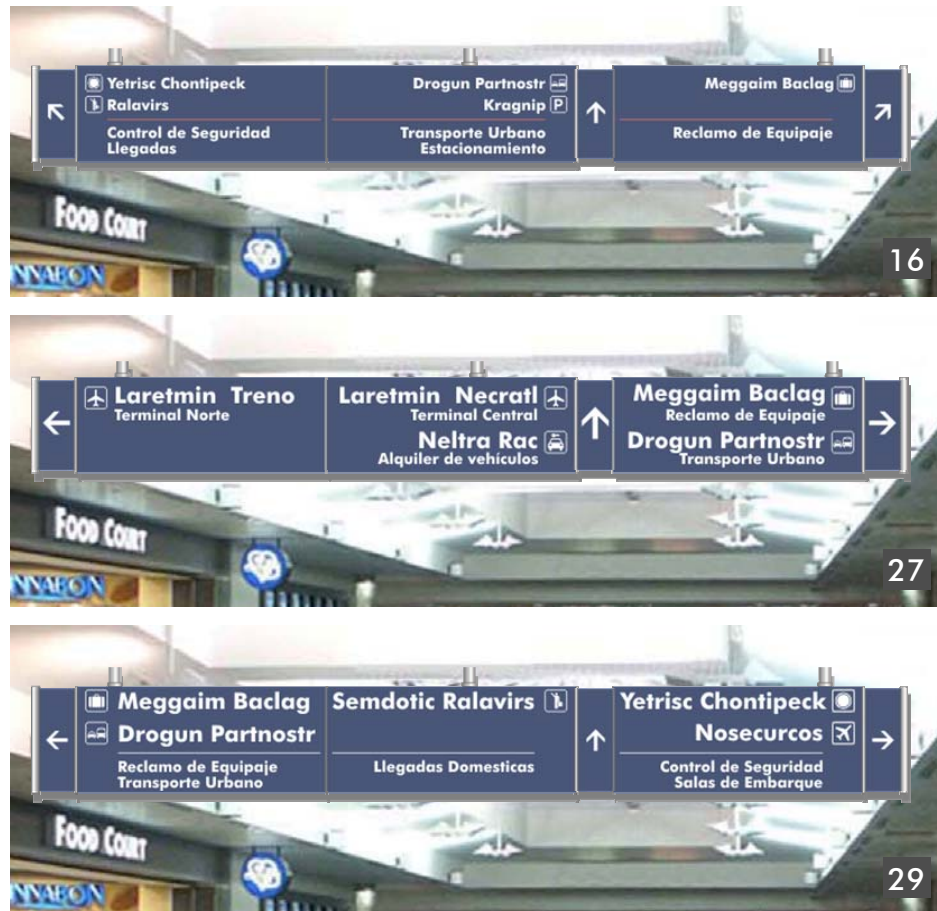 Yetrisc Chontipeck
Ralavirs
Control de Seguridad
Llegadas
Drogun Partnostr
Kragnip P
Transporte Urbano
Estacionamiento
Meggaim Baclag
Reclamo de Equipaje
FOOD COURT
NNABON
16
Laretmin Treno
Terminal Norte
Laretmin Necratl
Terminal Central
Neltra Rac
Alquiler de vehículos
Meggaim Baclag
Reclamo de Equipaje
Drogun Partnostr
Transporte Urbano
FOOD COURT
NNABON
27
Meggaim Baclag
Drogun Partnostr
Reclamo de Equipaje
Transporte Urbano
Semdotic Ralavirs
Llegadas Domesticas
Yetrisc Chontipeck
Nosecurcos
Control de Seguridad
Salas de Embarque
FOOD COURT
NNABON
29